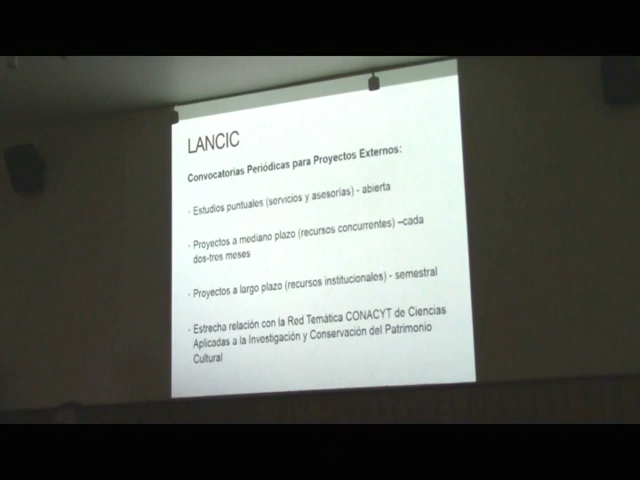 LANCIC
Convocatorias Periódicas para Proyectos Externos:
- Estudios puntuales (servicios y asesorías) - abierta
- Proyectos a mediano plazo (recursos concurrentes) –cada
dos-tres meses
- Proyectos a largo plazo (recursos institucionales) - semestral
- Estrecha relación con la Red Temática CONACYT de Ciencias
Aplicadas a la Investigación y Conservación del Patrimonio
Cultural